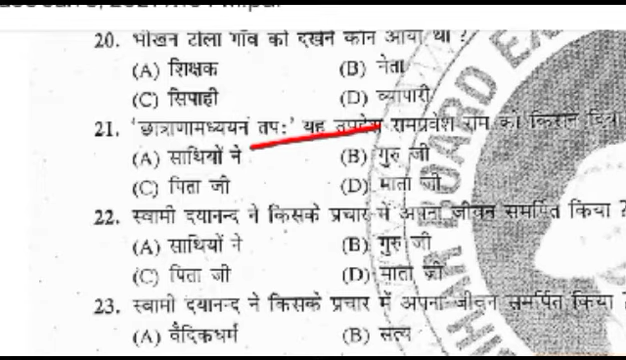 20. भीखन टोला गाँव को देखने कौन आया था ?
(A) शिक्षक (B) नेता
(C) सिपाही (D) व्यापारी
21. 'छात्राणामध्ययनं तपः' यह उपदेश रामप्रवेश राम को किसने दिया
(A) साथियों ने (B) गुरु जी
(C) पिता जी (D) माता जी
22. स्वामी दयानन्द ने किसके प्रचार में अपना जीवन समर्पित किया ?
(A) साथियों ने (B) गुरु जी
(C) पिता जी (D) माता जी
23. स्वामी दयानन्द ने किसके प्रचार में अपना जीवन समर्पित किया ?
(A) वैदिकधर्म (B) सत्य